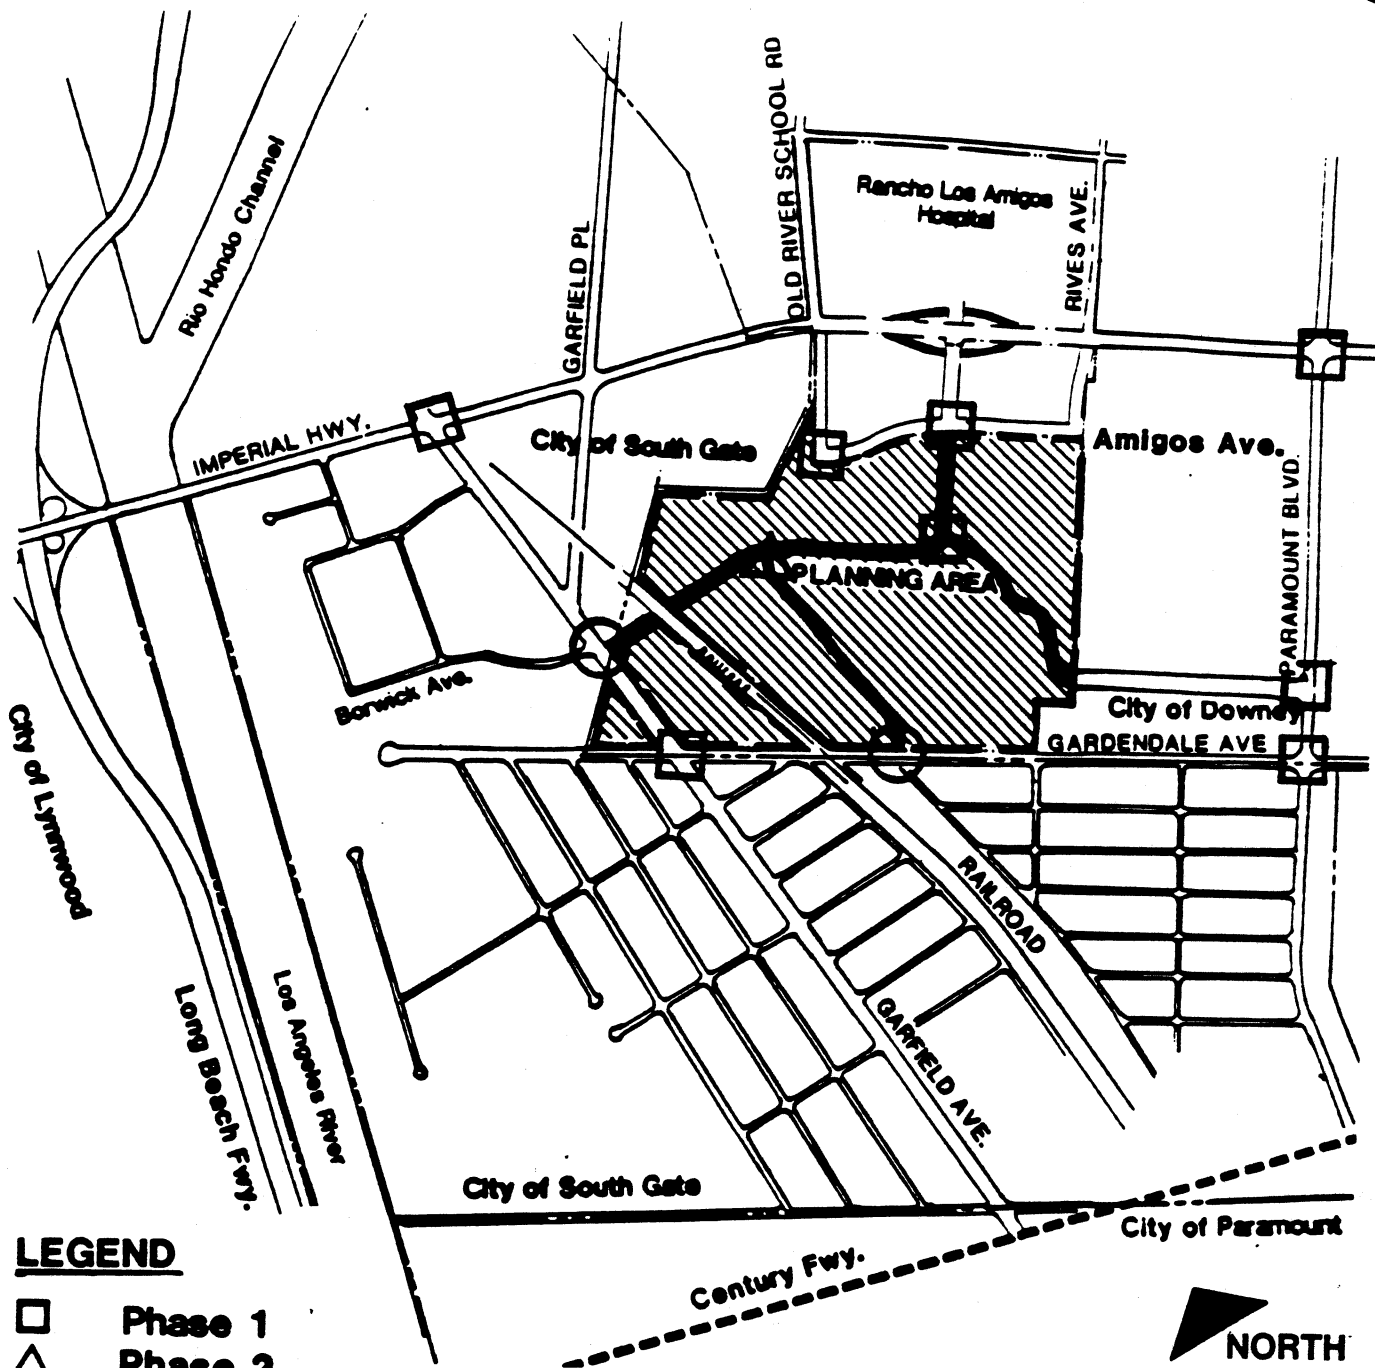 OLD RIVER SCHOOL RD
Rio Hondo Channel
Rancho Los Amigos
Hospital
RIVES AVE.
GARFIELD PL
IMPERIAL HWY.
City of South Gate
Amigos Ave.
PARAMOUNT BLVD.
PLANNING AREA
Borwick Ave.
City of Downey
GARDENDALE AVE
City of Lynnwood
RAILROAD
Long Beach Fwy.
Los Angeles River
GARFIELD AVE.
City of South Gate
City of Paramount
Century Fwy.
LEGEND
Phase 1
Phase 2
NORTH